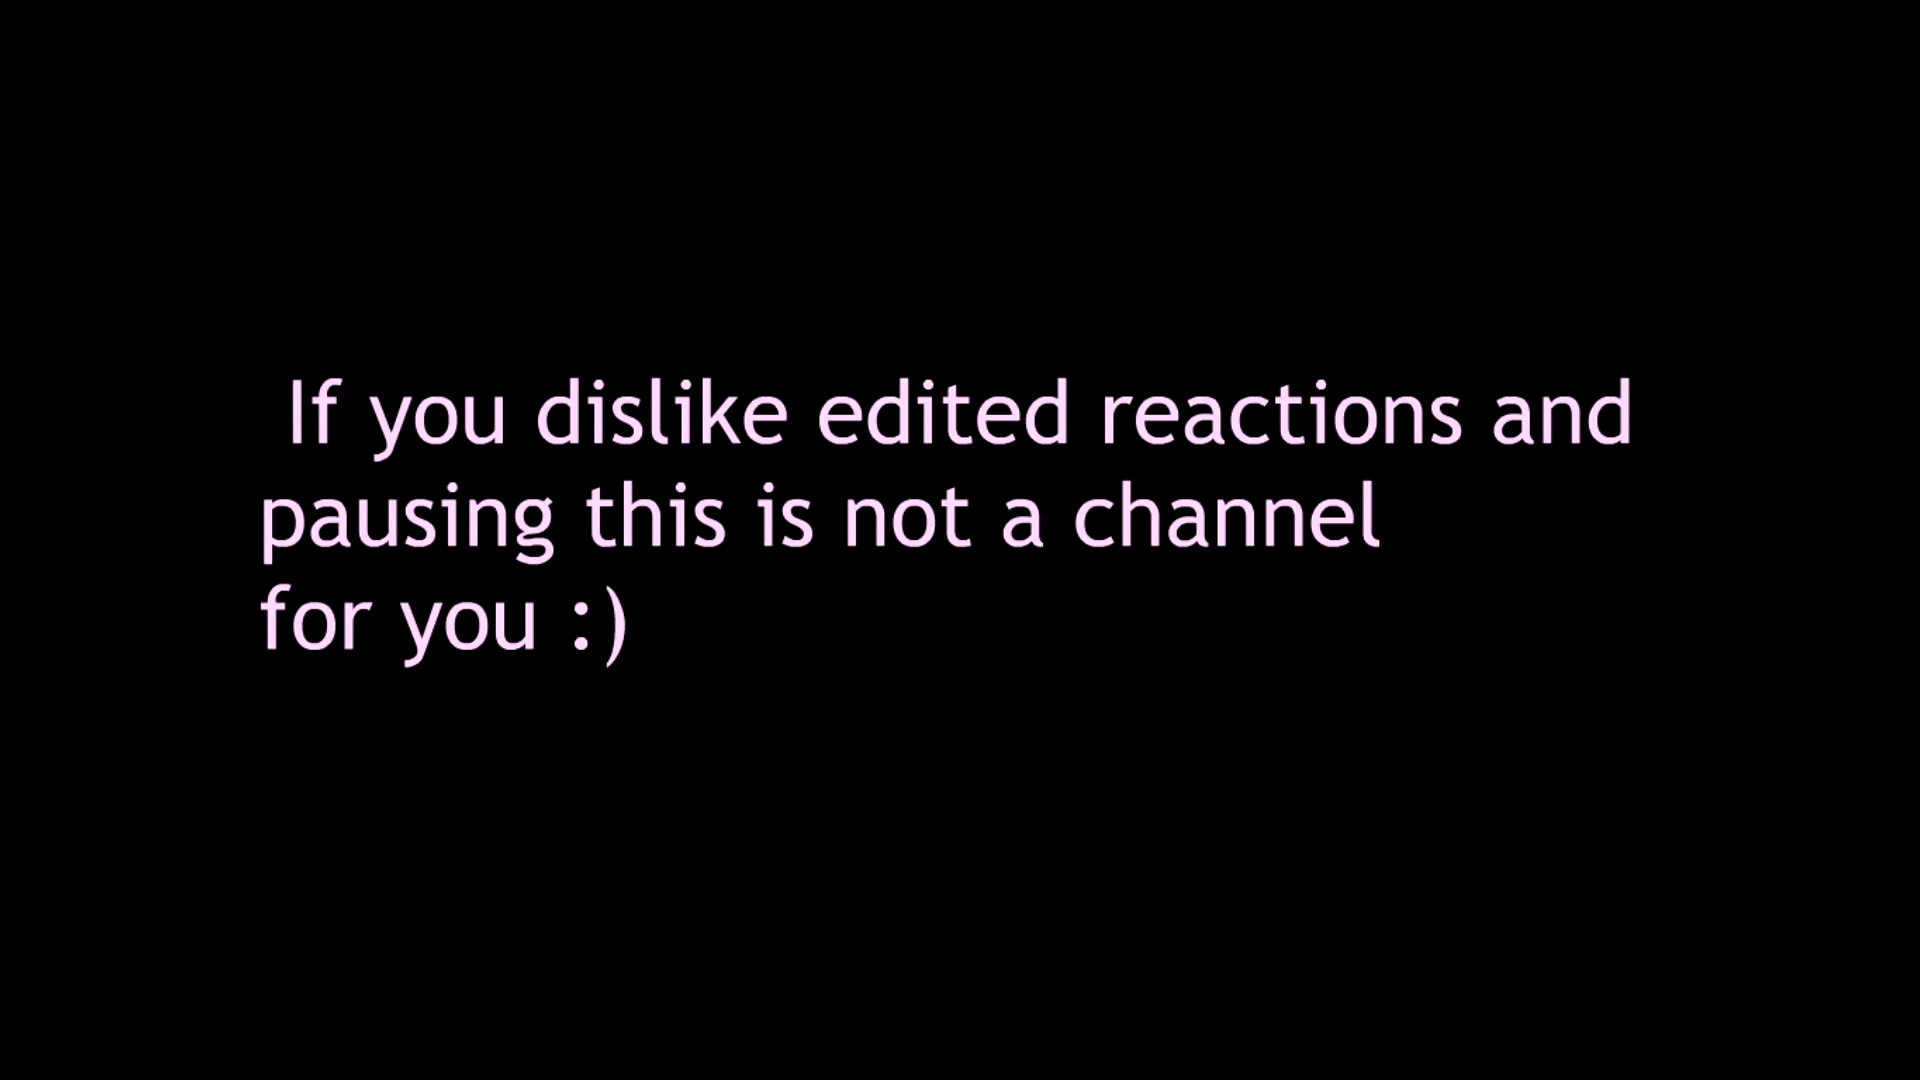 If you dislike edited reactions and
pausing this is not a channel
for you :)